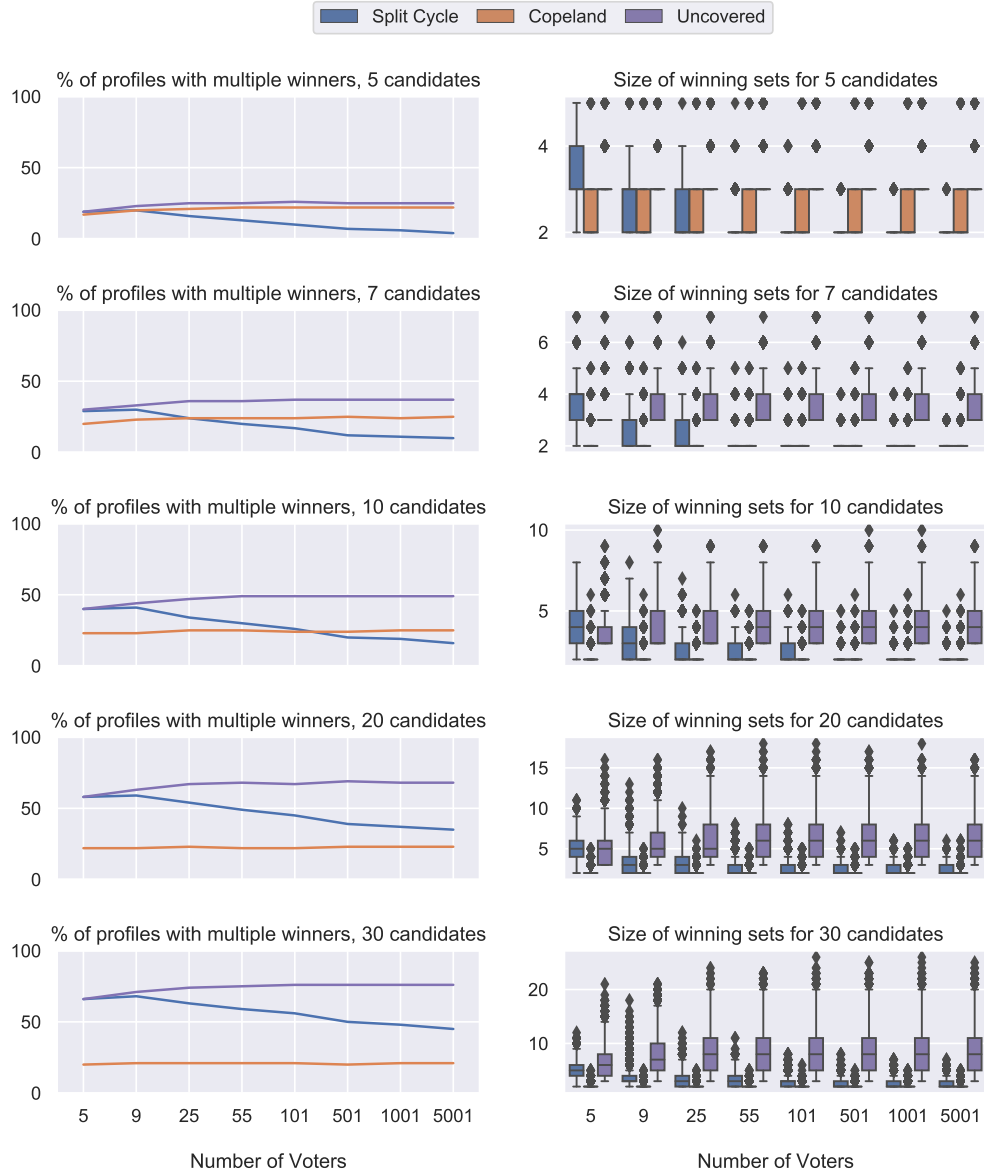 Split Cycle Copeland Uncovered
% of profiles with multiple winners, 5 candidates
100
50
0
Size of winning sets for 5 candidates
4
2
% of profiles with multiple winners, 7 candidates
100
50
0
Size of winning sets for 7 candidates
6
4
2
% of profiles with multiple winners, 10 candidates
100
50
0
Size of winning sets for 10 candidates
10
5
% of profiles with multiple winners, 20 candidates
100
50
0
Size of winning sets for 20 candidates
15
10
5
% of profiles with multiple winners, 30 candidates
100
50
0
5 9 25 55 101 501 1001 5001
Number of Voters
Size of winning sets for 30 candidates
20
10
5 9 25 55 101 501 1001 5001
Number of Voters